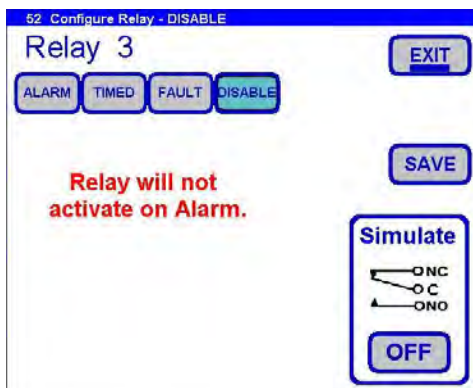 52 Configure Relay - DISABLE
Relay 3
EXIT
ALARM TIMED FAULT DISABLE
SAVE
Relay will not
activate on Alarm.
Simulate
NC
C
NO
OFF